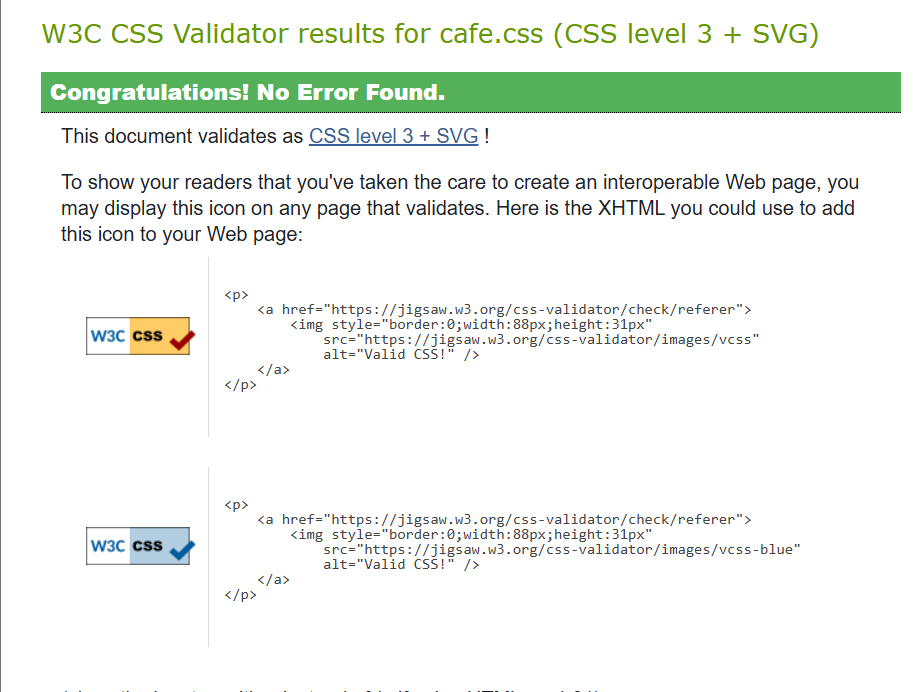 W3C CSS Validator results for cafe.css (CSS level 3 + SVG)
Congratulations! No Error Found.
This document validates as CSS level 3 + SVG !
To show your readers that you've taken the care to create an interoperable Web page, you
may display this icon on any page that validates. Here is the XHTML you could use to add
this icon to your Web page:
<p>
<a href="https://jigsaw.w3.org/css-validator/check/referer">
<img style="border:0;width:88px;height:31px"
src="https://jigsaw.w3.org/css-validator/images/vcss"
alt="Valid CSS!" />
</a>
</p>
W3C CSS
<p>
<a href="https://jigsaw.w3.org/css-validator/check/referer">
<img style="border:0;width:88px;height:31px"
src="https://jigsaw.w3.org/css-validator/images/vcss-blue"
alt="Valid CSS!" />
</a>
</p>
W3C CSS